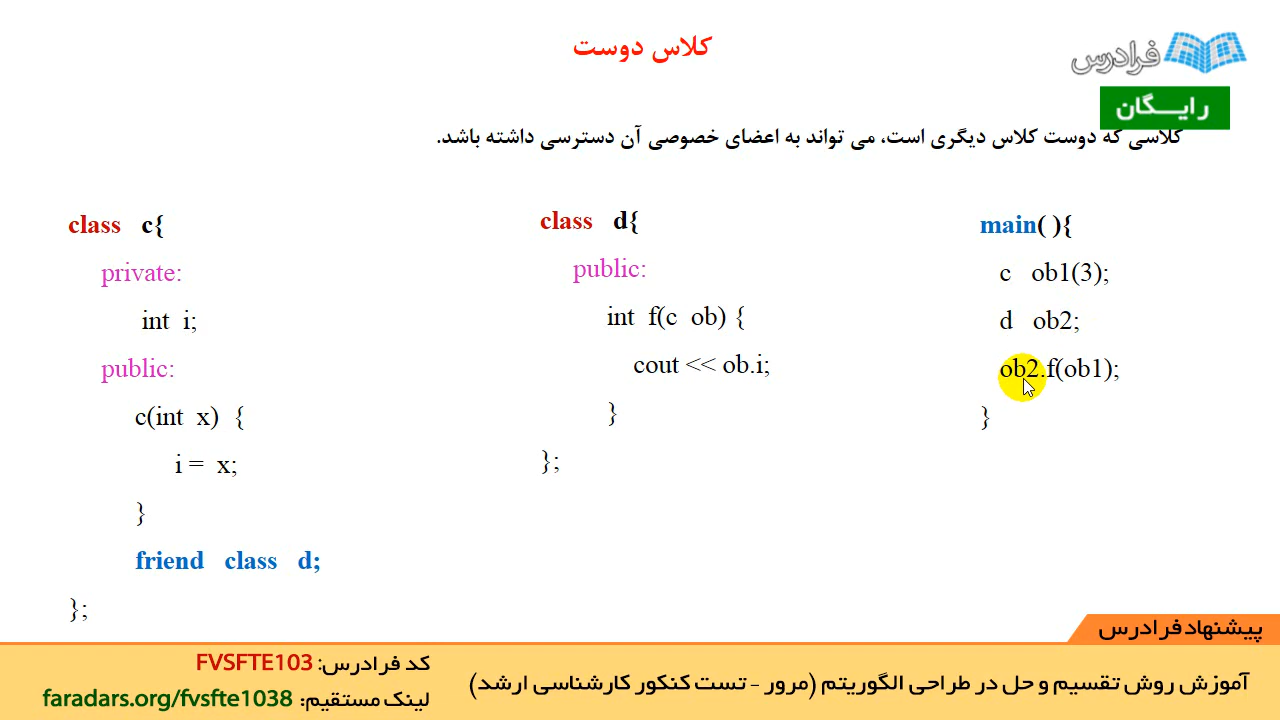 کلاس دوست
فرادرس
رایـــگان
کلاسی که دوست کلاس دیگری است، می تواند به اعضای خصوصی آن دسترسی داشته باشد.
class c{
private:
int i;
public:
c(int x) {
i = x;
}
friend class d;
};
class d{
public:
int f(c ob) {
cout << ob.i;
}
};
main( ){
c ob1(3);
d ob2;
ob2.f(ob1);
}
پیشنهاد فرادرس
آموزش روش تقسیم و حل در طراحی الگوریتم (مرور - تست کنکور کارشناسی ارشد)
کد فرادرس: FVSFTE103
لینک مستقیم: faradars.org/fvsfte1038